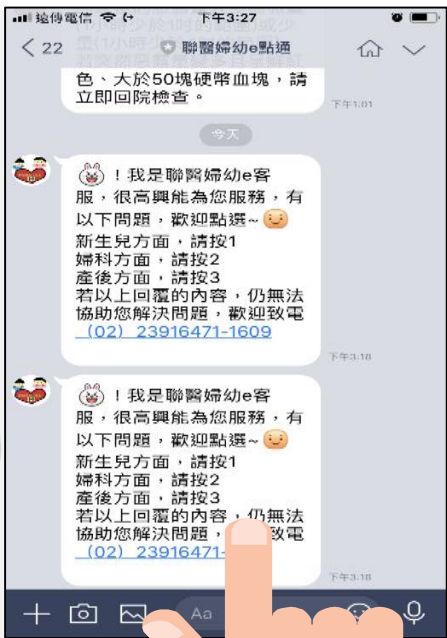 遠傳電信
下午3:27
22
聯醫婦幼e點通
色、大於50塊硬幣血塊，請
立即回院檢查。
下午1:01
今天
！我是聯醫婦幼e客
服，很高興能為您服務，有
以下問題，歡迎點選~
新生兒方面，請按1
婦科方面，請按2
產後方面，請按3
若以上回覆的內容，仍無法
協助您解決問題，歡迎致電
（02）23916471-1609
下午3:18
！我是聯醫婦幼e客
服，很高興能為您服務，有
以下問題，歡迎點選~
新生兒方面，請按1
婦科方面，請按2
產後方面，請按3
若以上回覆的內容，仍無法
協助您解決問題，致電
（02）23916471-
下午3:18
Aa